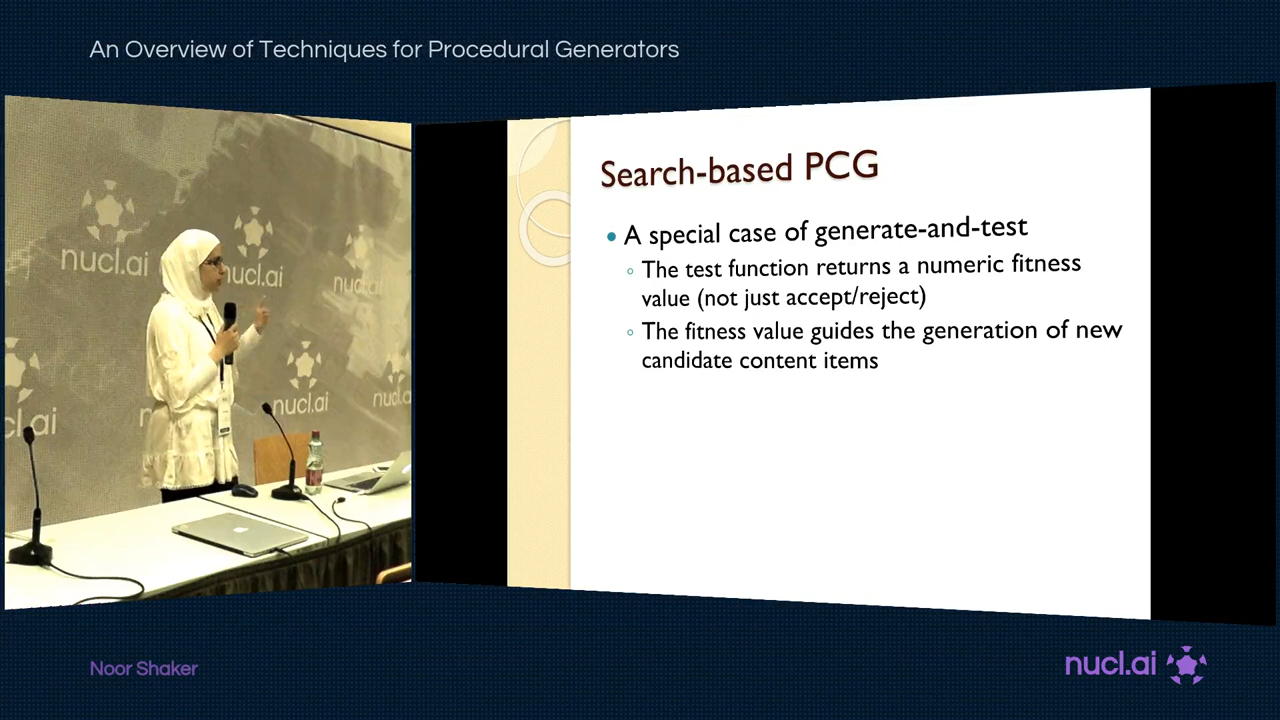 An Overview of Techniques for Procedural Generators
nucl.ai
nucl.ai
nucl.ai
nucl.ai
nucl.ai
Search-based PCG
A special case of generate-and-test
The test function returns a numeric fitness
value (not just accept/reject)
The fitness value guides the generation of new
candidate content items
Noor Shaker
nucl.ai